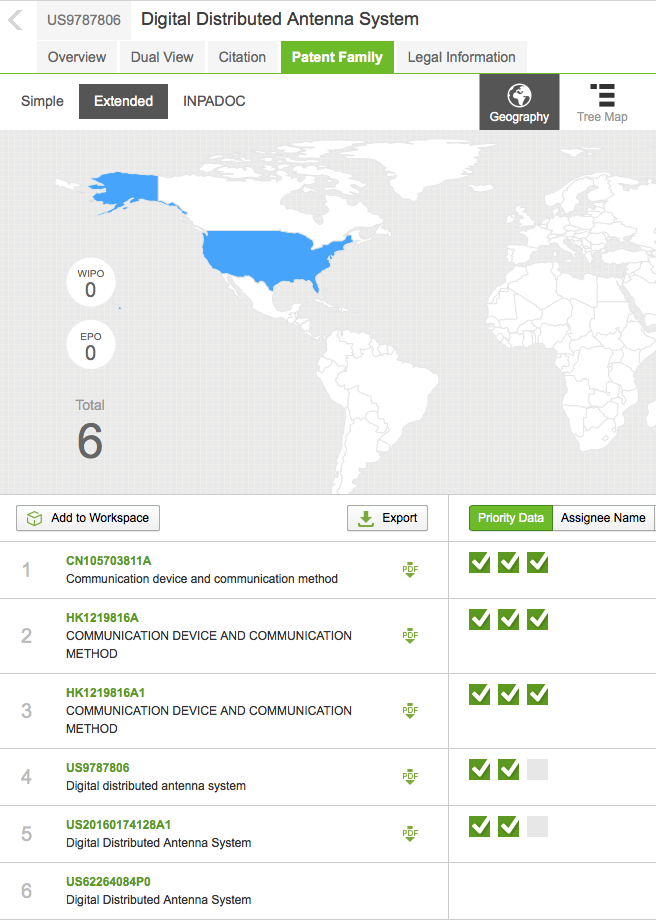 US9787806 Digital Distributed Antenna System
Overview Dual View Citation Patent Family Legal Information
Simple Extended INPADOC Geography Tree Map
WIPO
0
EPO
0
Total
6
Add to Workspace Export Priority Data Assignee Name
1 CN105703811A
Communication device and communication method PDF
2 HK1219816A
COMMUNICATION DEVICE AND COMMUNICATION PDF
METHOD
3 HK1219816A1
COMMUNICATION DEVICE AND COMMUNICATION PDF
METHOD
4 US9787806
Digital distributed antenna system PDF
5 US20160174128A1
Digital Distributed Antenna System PDF
6 US62264084P0
Digital Distributed Antenna System